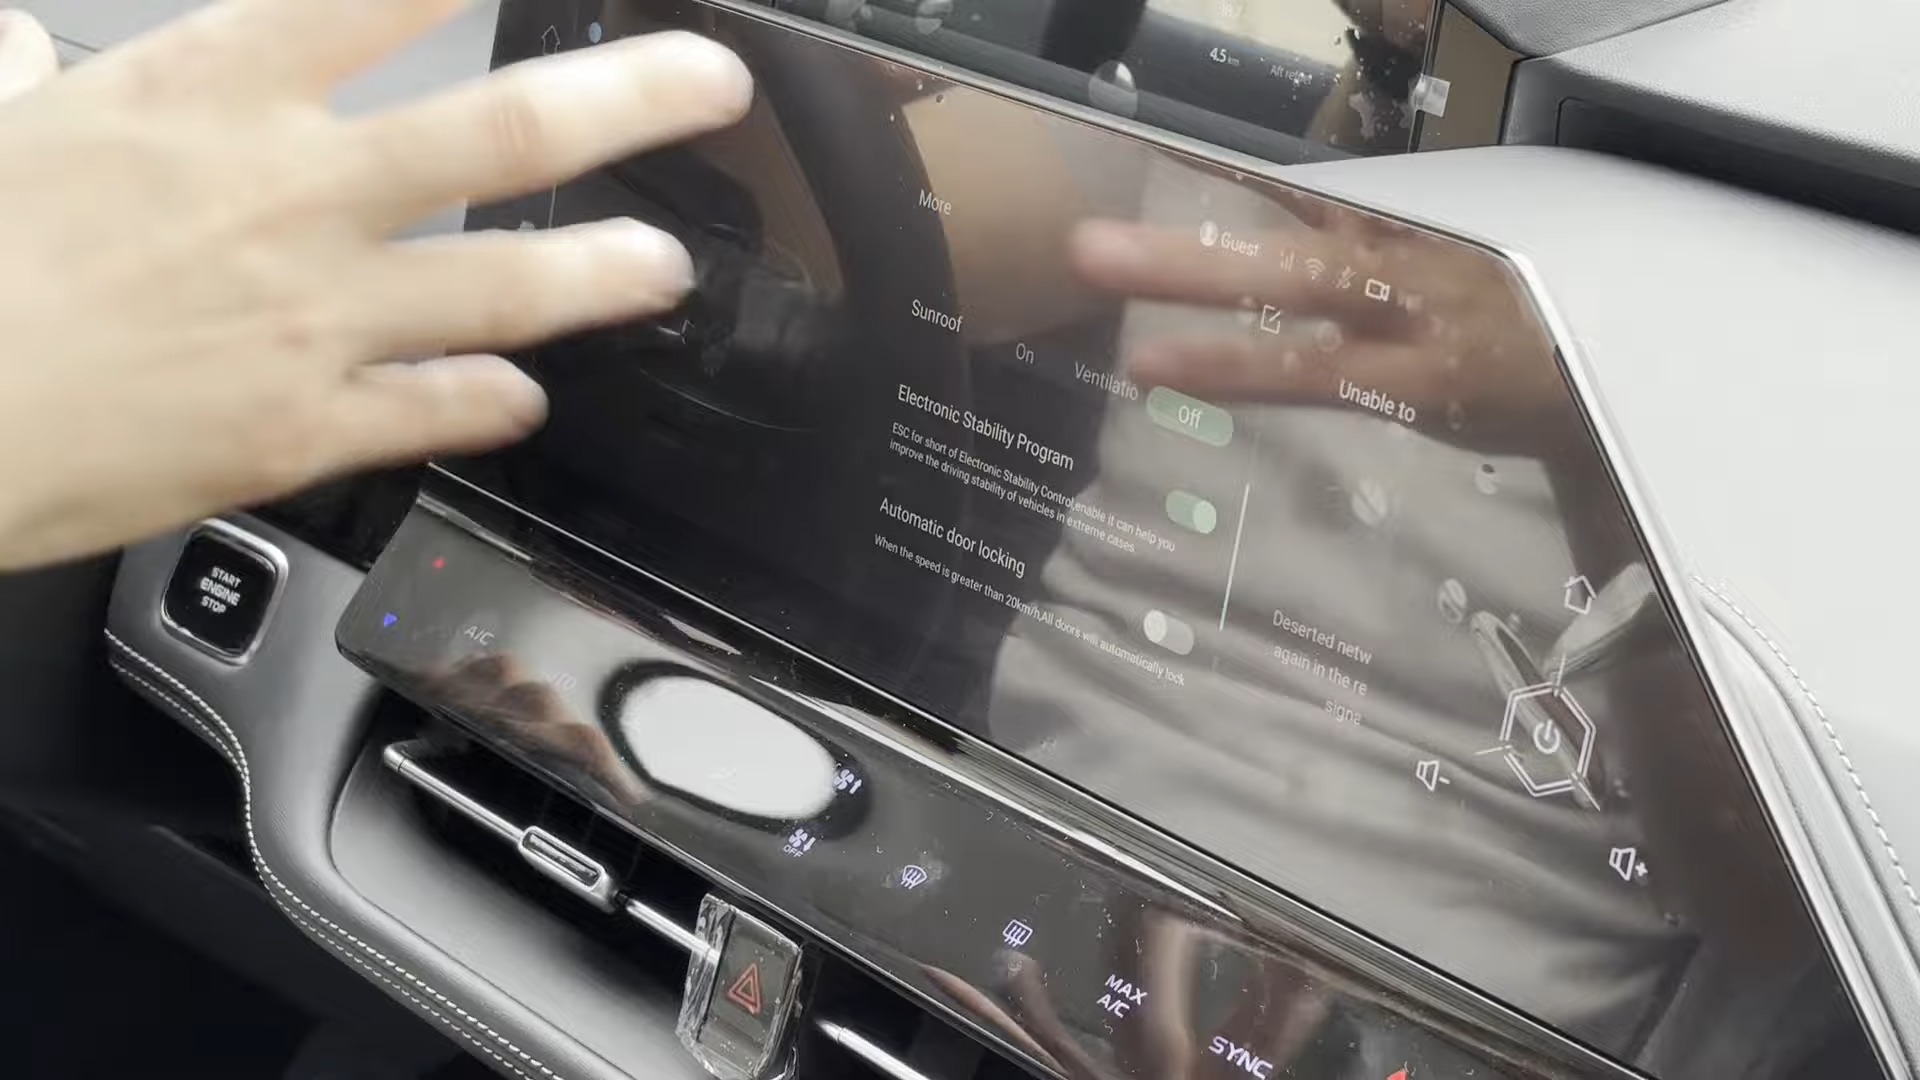 4.5 km
More
Guest
Sunroof
On
Off
Electronic Stability Program
ESC for short of Electronic Stability Control,enable it can help you
improve the driving stability of vehicles in extreme cases.
Automatic door locking
When the speed is greater than 20km/h,All doors will automatically lock
Unable to
Deserted netw
again in the re
START
ENGINE
STOP
A/C
OFF
MAX
A/C
SYNC